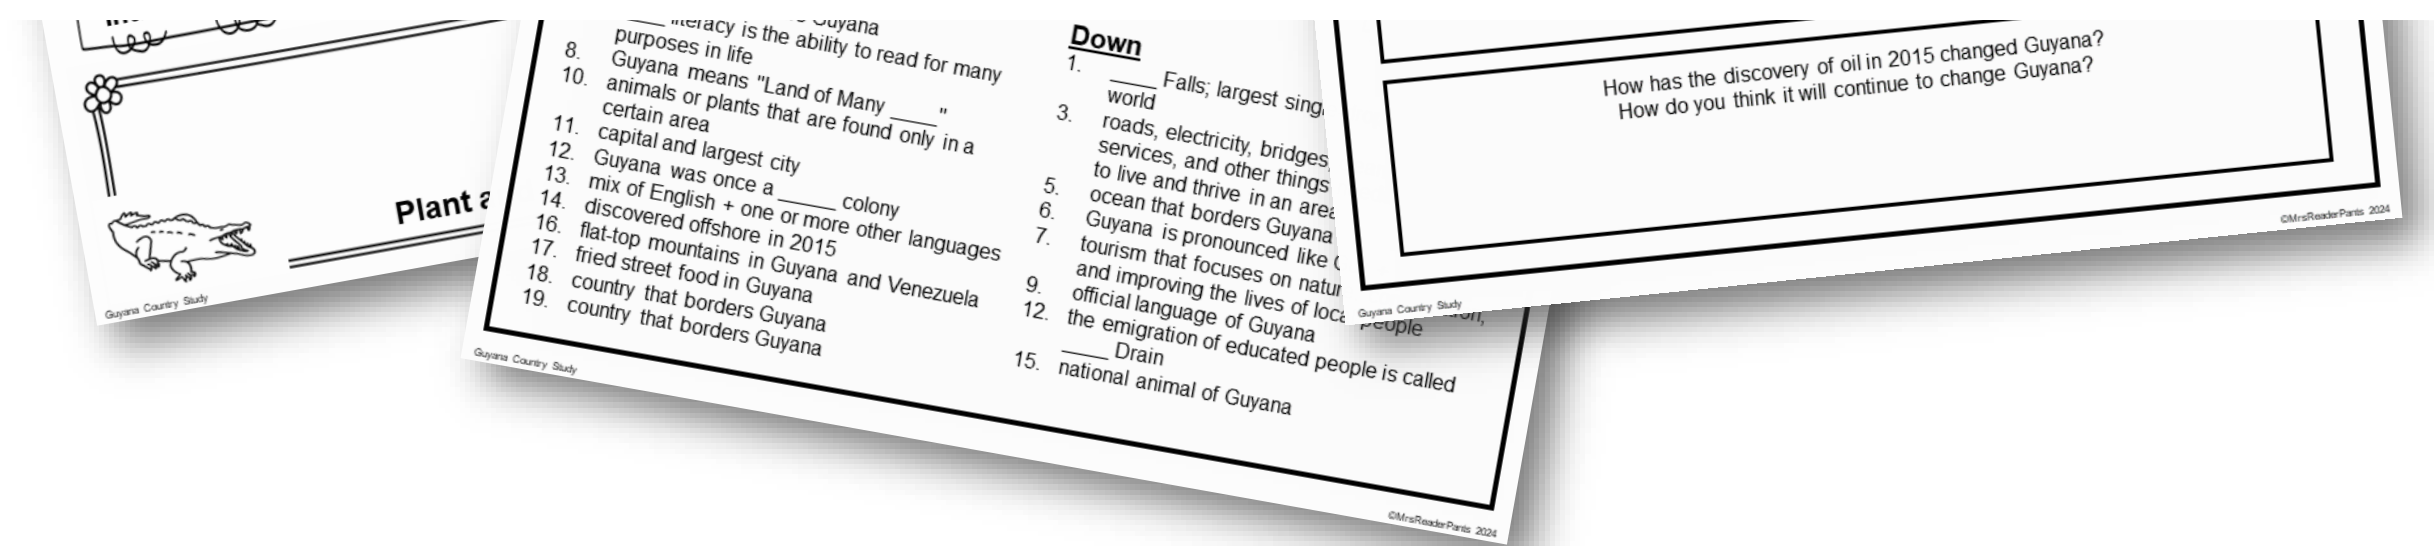 Plant
Guyana Country Study
Guyana
literacy is the ability to read for many
purposes in life
8. Guyana means "Land of Many ____"
10. animals or plants that are found only in a
certain area
11. capital and largest city
12. Guyana was once a _____ colony
13. mix of English + one or more other languages
14. discovered offshore in 2015
16. flat-top mountains in Guyana and Venezuela
17. fried street food in Guyana
18. country that borders Guyana
19. country that borders Guyana
Down
1. ____ Falls; largest
world
3. roads, electricity, bridges,
services, and other things
to live and thrive in an area
5. ocean that borders Guyana
6. Guyana is pronounced like
7. tourism that focuses on
and improving the lives of people
9. official language of Guyana
12. the emigration of educated people is called
____ Drain
15. national animal of Guyana
Guyana Country Study
©MrsReaderPants 2024
How has the discovery of oil in 2015 changed Guyana?
How do you think it will continue to change Guyana?
Guyana Country Study
©MrsReaderPants 2024